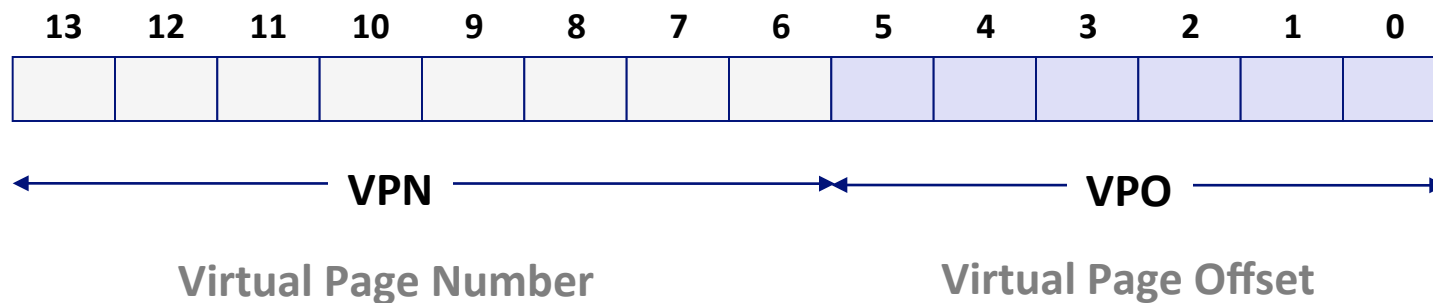 13 12 11 10 9 8 7 6 5 4 3 2 1 0
VPN VPO
Virtual Page Number Virtual Page Offset